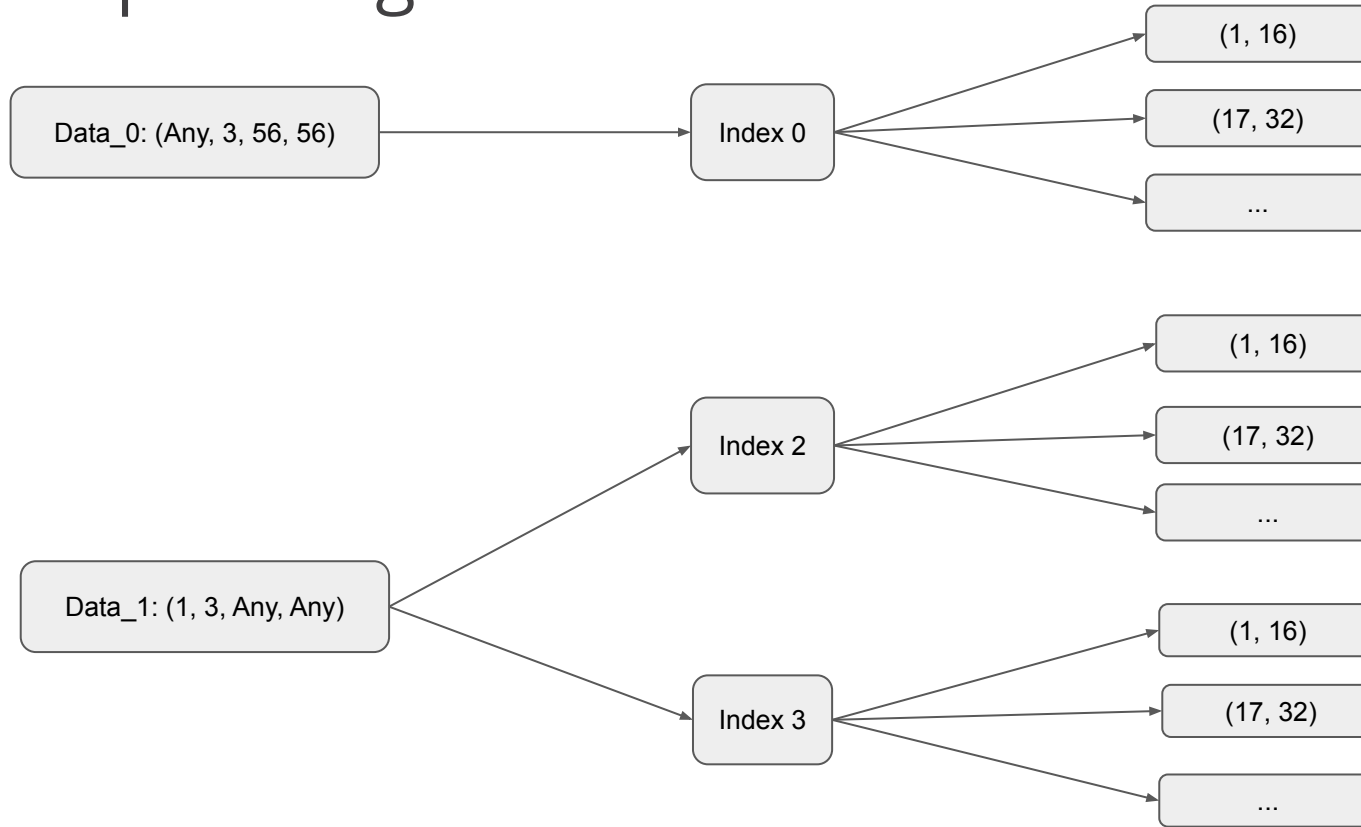 (1, 16)
Data_0: (Any, 3, 56, 56)
Index 0
(17, 32)
...
(1, 16)
Index 2
(17, 32)
...
Data_1: (1, 3, Any, Any)
(1, 16)
Index 3
(17, 32)
...